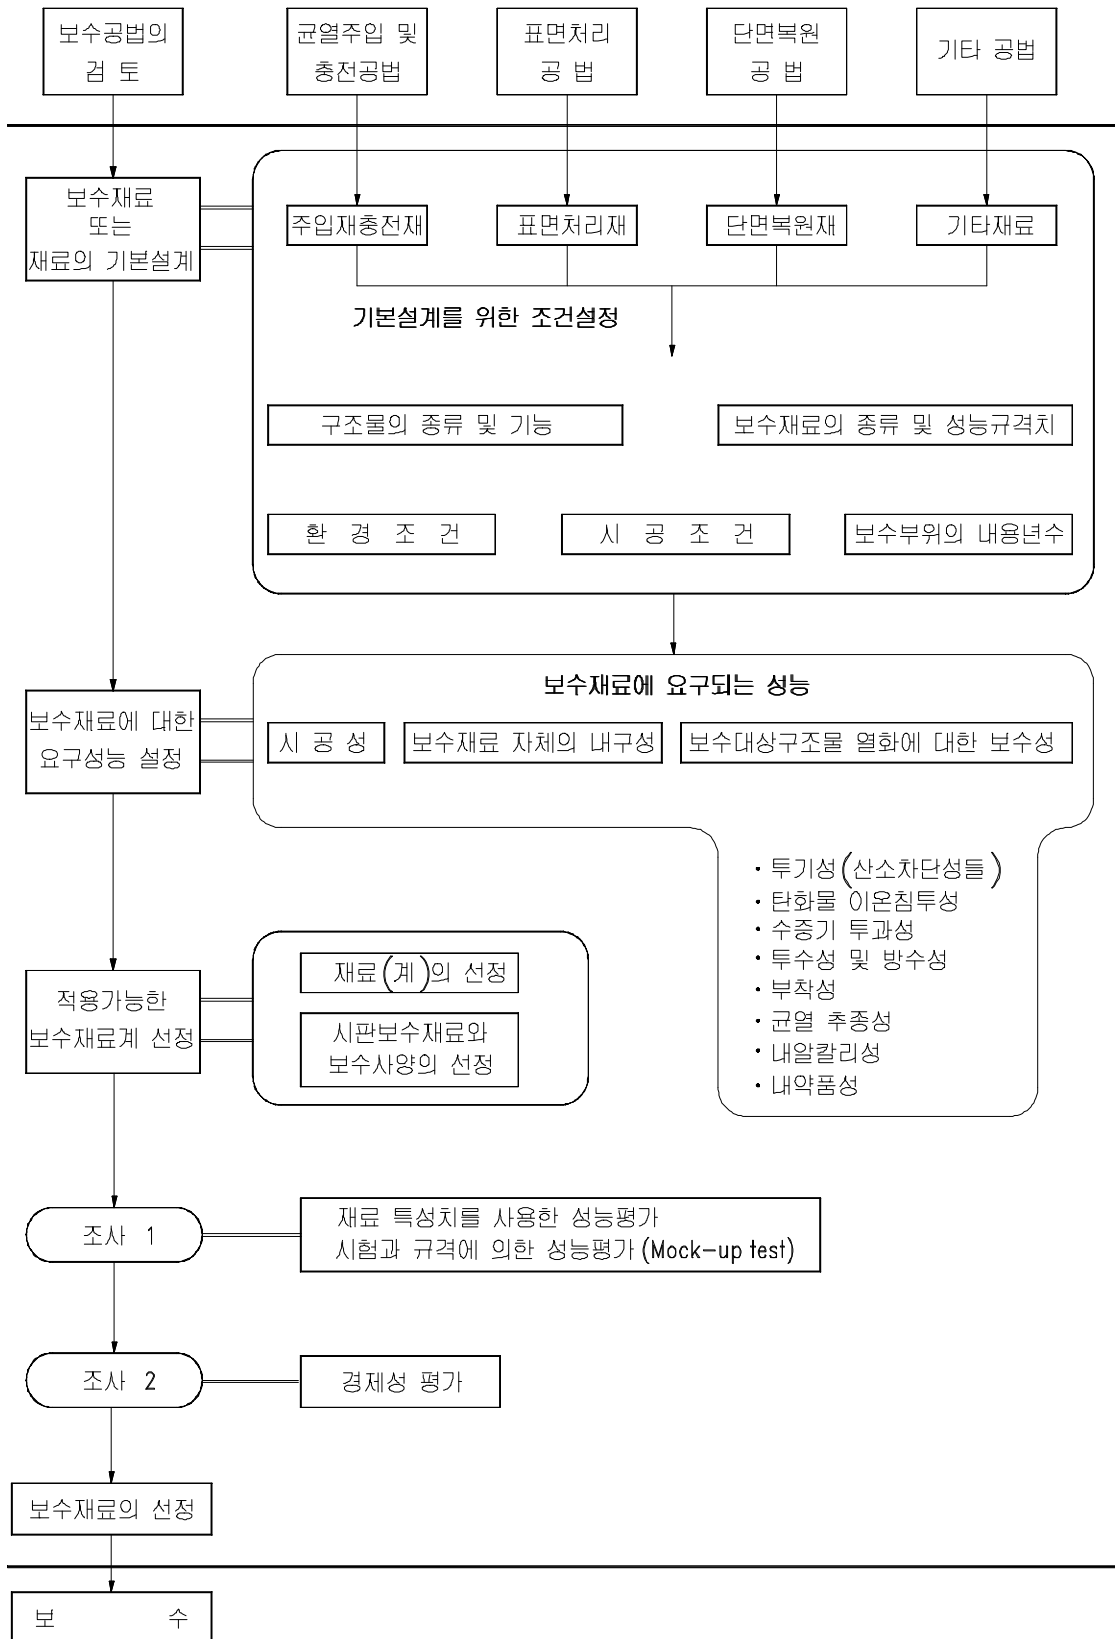 보수공법의
검 토
균열주입 및
충전공법
표면처리
공 법
단면복원
공 법
기타 공법
보수재료
또는
재료의 기본설계
주입재충전재
표면처리재
단면복원재
기타재료
기본설계를 위한 조건설정
구조물의 종류 및 기능
보수재료의 종류 및 성능규격치
환 경 조 건
시 공 조 건
보수부위의 내용년수
보수재료에 요구되는 성능
보수재료에 대한
요구성능 설정
시 공 성
보수재료 자체의 내구성
보수대상구조물 열화에 대한 보수성
· 투기성(산소차단성들)
· 탄화물 이온침투성
· 수증기 투과성
· 투수성 및 방수성
· 부착성
· 균열 추종성
· 내알칼리성
· 내약품성
적용가능한
보수재료계 선정
재료(계)의 선정
시판보수재료와
보수사양의 선정
조사 1
재료 특성치를 사용한 성능평가
시험과 규격에 의한 성능평가(Mock-up test)
조사 2
경제성 평가
보수재료의 선정
보 수